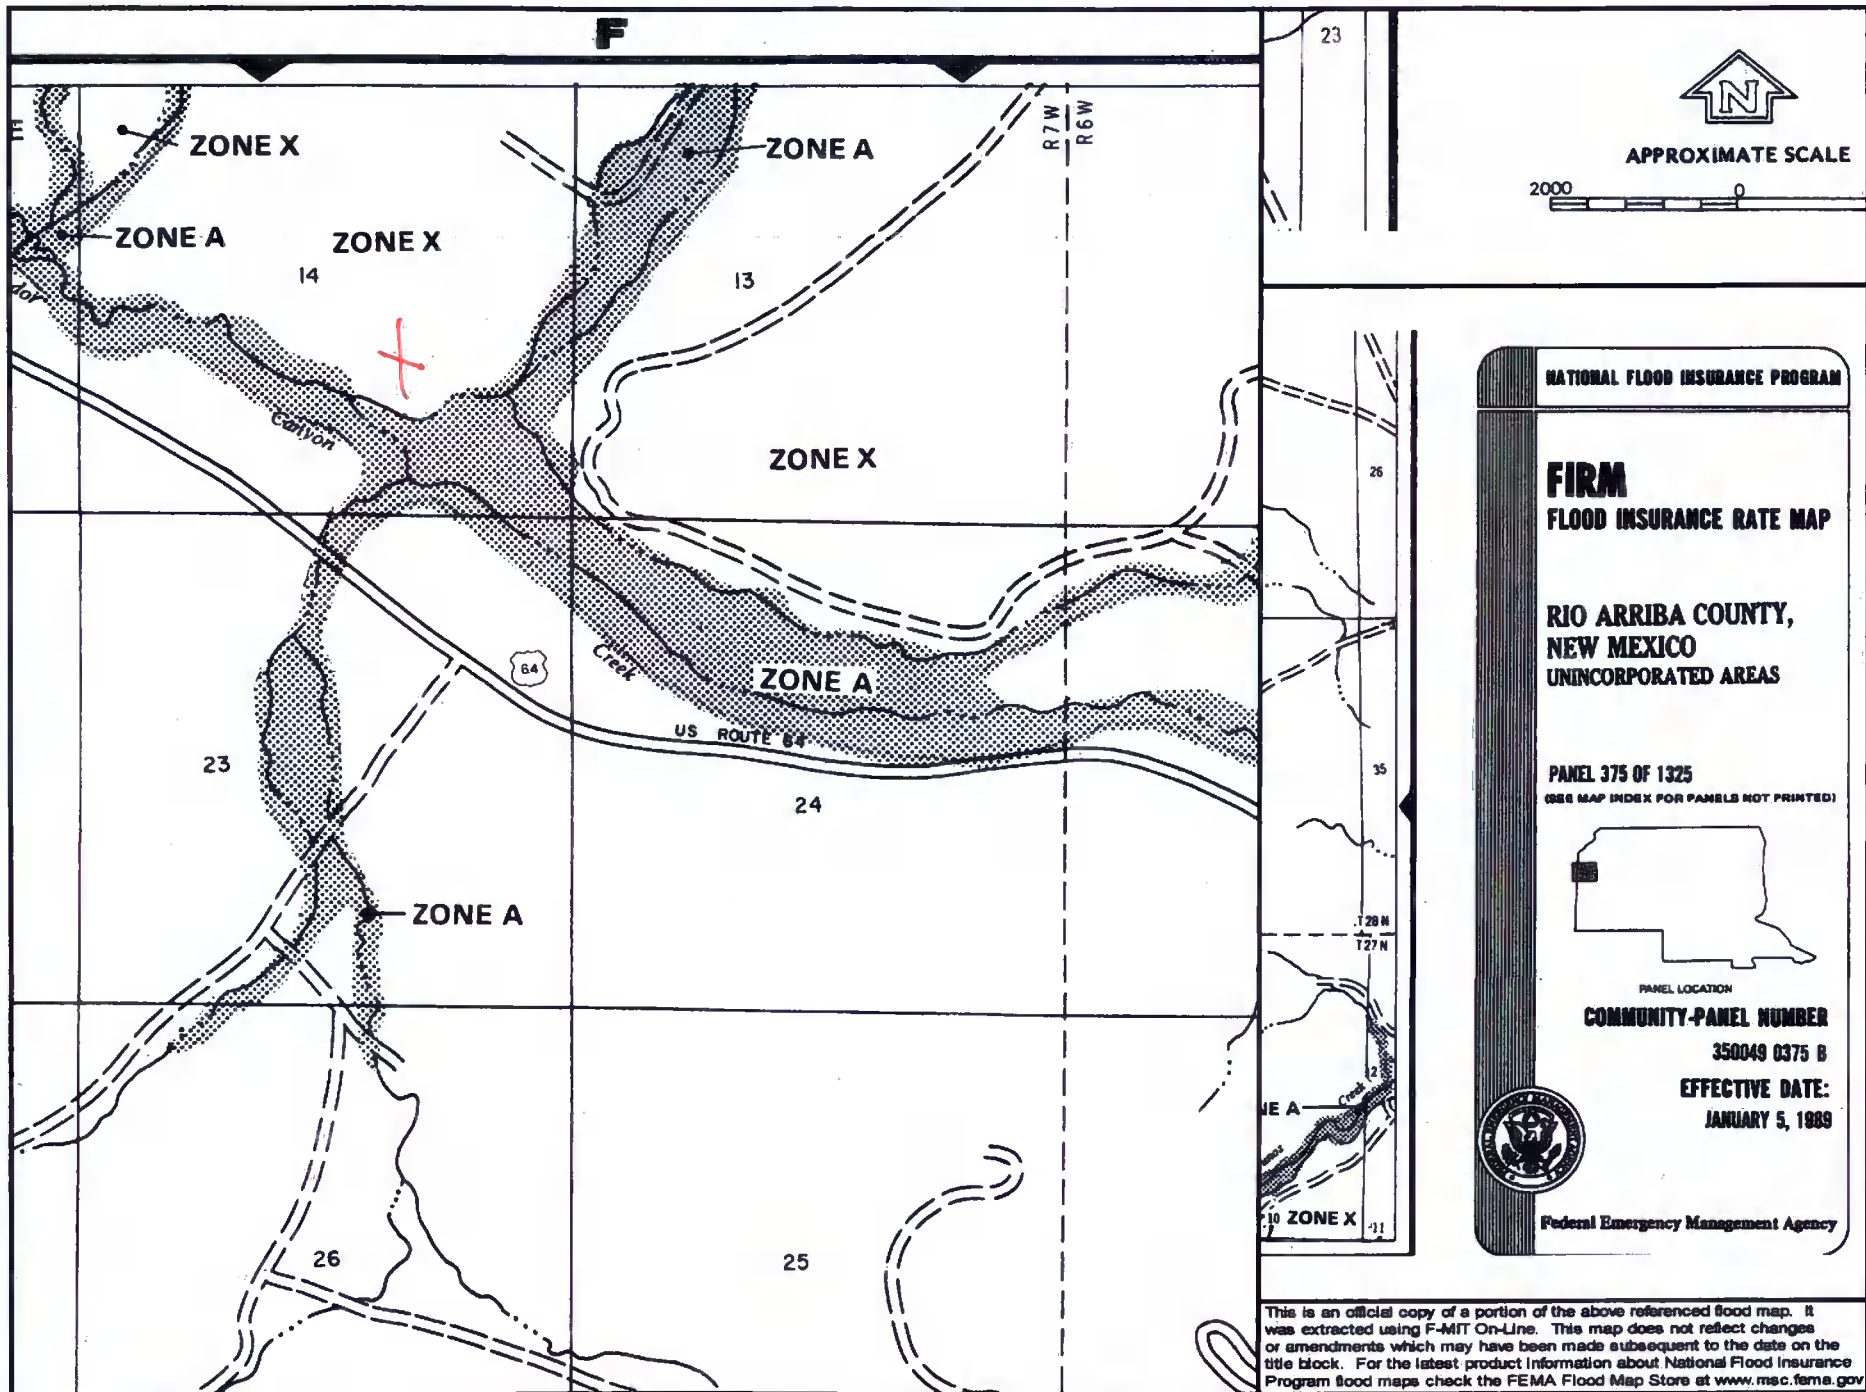 F
ZONE X
ZONE A
ZONE A
ZONE X
14
13
R7W
R6W
Canyon
ZONE X
64
Creek
ZONE A
US ROUTE 64
23
24
ZONE A
26
25
23
26
35
T28N
T27N
Creek
12
NE A
10 ZONE X
11
N
APPROXIMATE SCALE
2000 0
NATIONAL FLOOD INSURANCE PROGRAM
FIRM
FLOOD INSURANCE RATE MAP
RIO ARRIBA COUNTY,
NEW MEXICO
UNINCORPORATED AREAS
PANEL 375 OF 1325
(SEE MAP INDEX FOR PANELS NOT PRINTED)
PANEL LOCATION
COMMUNITY-PANEL NUMBER
350049 0375 B
EFFECTIVE DATE:
JANUARY 5, 1989
Federal Emergency Management Agency
This is an official copy of a portion of the above referenced flood map. It
was extracted using F-MIT On-Line. This map does not reflect changes
or amendments which may have been made subsequent to the date on the
title block. For the latest product information about National Flood Insurance
Program flood maps check the FEMA Flood Map Store at www.msc.fema.gov